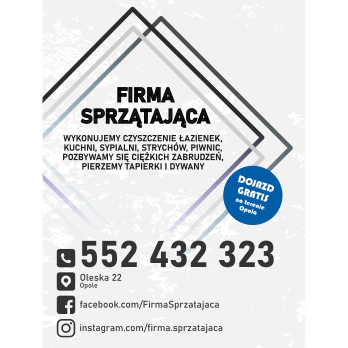 FIRMA
SPRZĄTAJĄCA
WYKONUJEMY CZYSZCZENIE ŁAZIENEK,
KUCHNI, SYPIALNI, STRYCHÓW, PIWNIC,
POZBYWAMY SIĘ CIĘŻKICH ZABRUDZEŃ,
PIERZEMY TAPIERKI I DYWANY
DOJAZD
GRATIS
na terenie
Opola
552 432 323
Oleska 22
Opole
facebook.com/FirmaSprzatajaca
instagram.com/firma.sprzatajaca